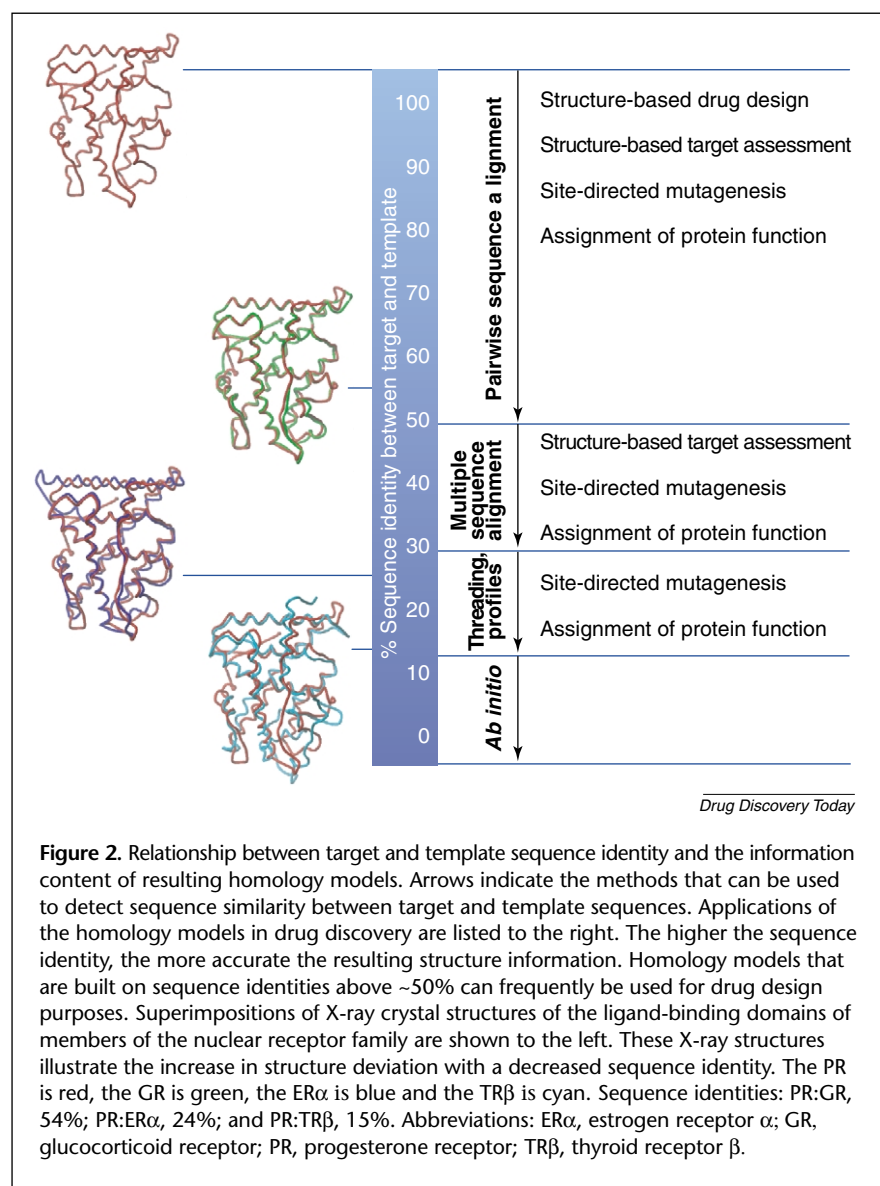 100
90
80
70
60
50
40
30
20
10
0
% Sequence identity between target and template
Pairwise sequence a lignment
Structure-based drug design
Structure-based target assessment
Site-directed mutagenesis
Assignment of protein function
Multiple
sequence
alignment
Structure-based target assessment
Site-directed mutagenesis
Assignment of protein function
Threading,
profiles
Site-directed mutagenesis
Assignment of protein function
Ab initio
Drug Discovery Today
Figure 2. Relationship between target and template sequence identity and the information
content of resulting homology models. Arrows indicate the methods that can be used
to detect sequence similarity between target and template sequences. Applications of
the homology models in drug discovery are listed to the right. The higher the sequence
identity, the more accurate the resulting structure information. Homology models that
are built on sequence identities above ~50% can frequently be used for drug design
purposes. Superimpositions of X-ray crystal structures of the ligand-binding domains of
members of the nuclear receptor family are shown to the left. These X-ray structures
illustrate the increase in structure deviation with a decreased sequence identity. The PR
is red, the GR is green, the ERα is blue and the TRβ is cyan. Sequence identities: PR:GR,
54%; PR:ERα, 24%; and PR:TRβ, 15%. Abbreviations: ERα, estrogen receptor α; GR,
glucocorticoid receptor; PR, progesterone receptor; TRβ, thyroid receptor β.